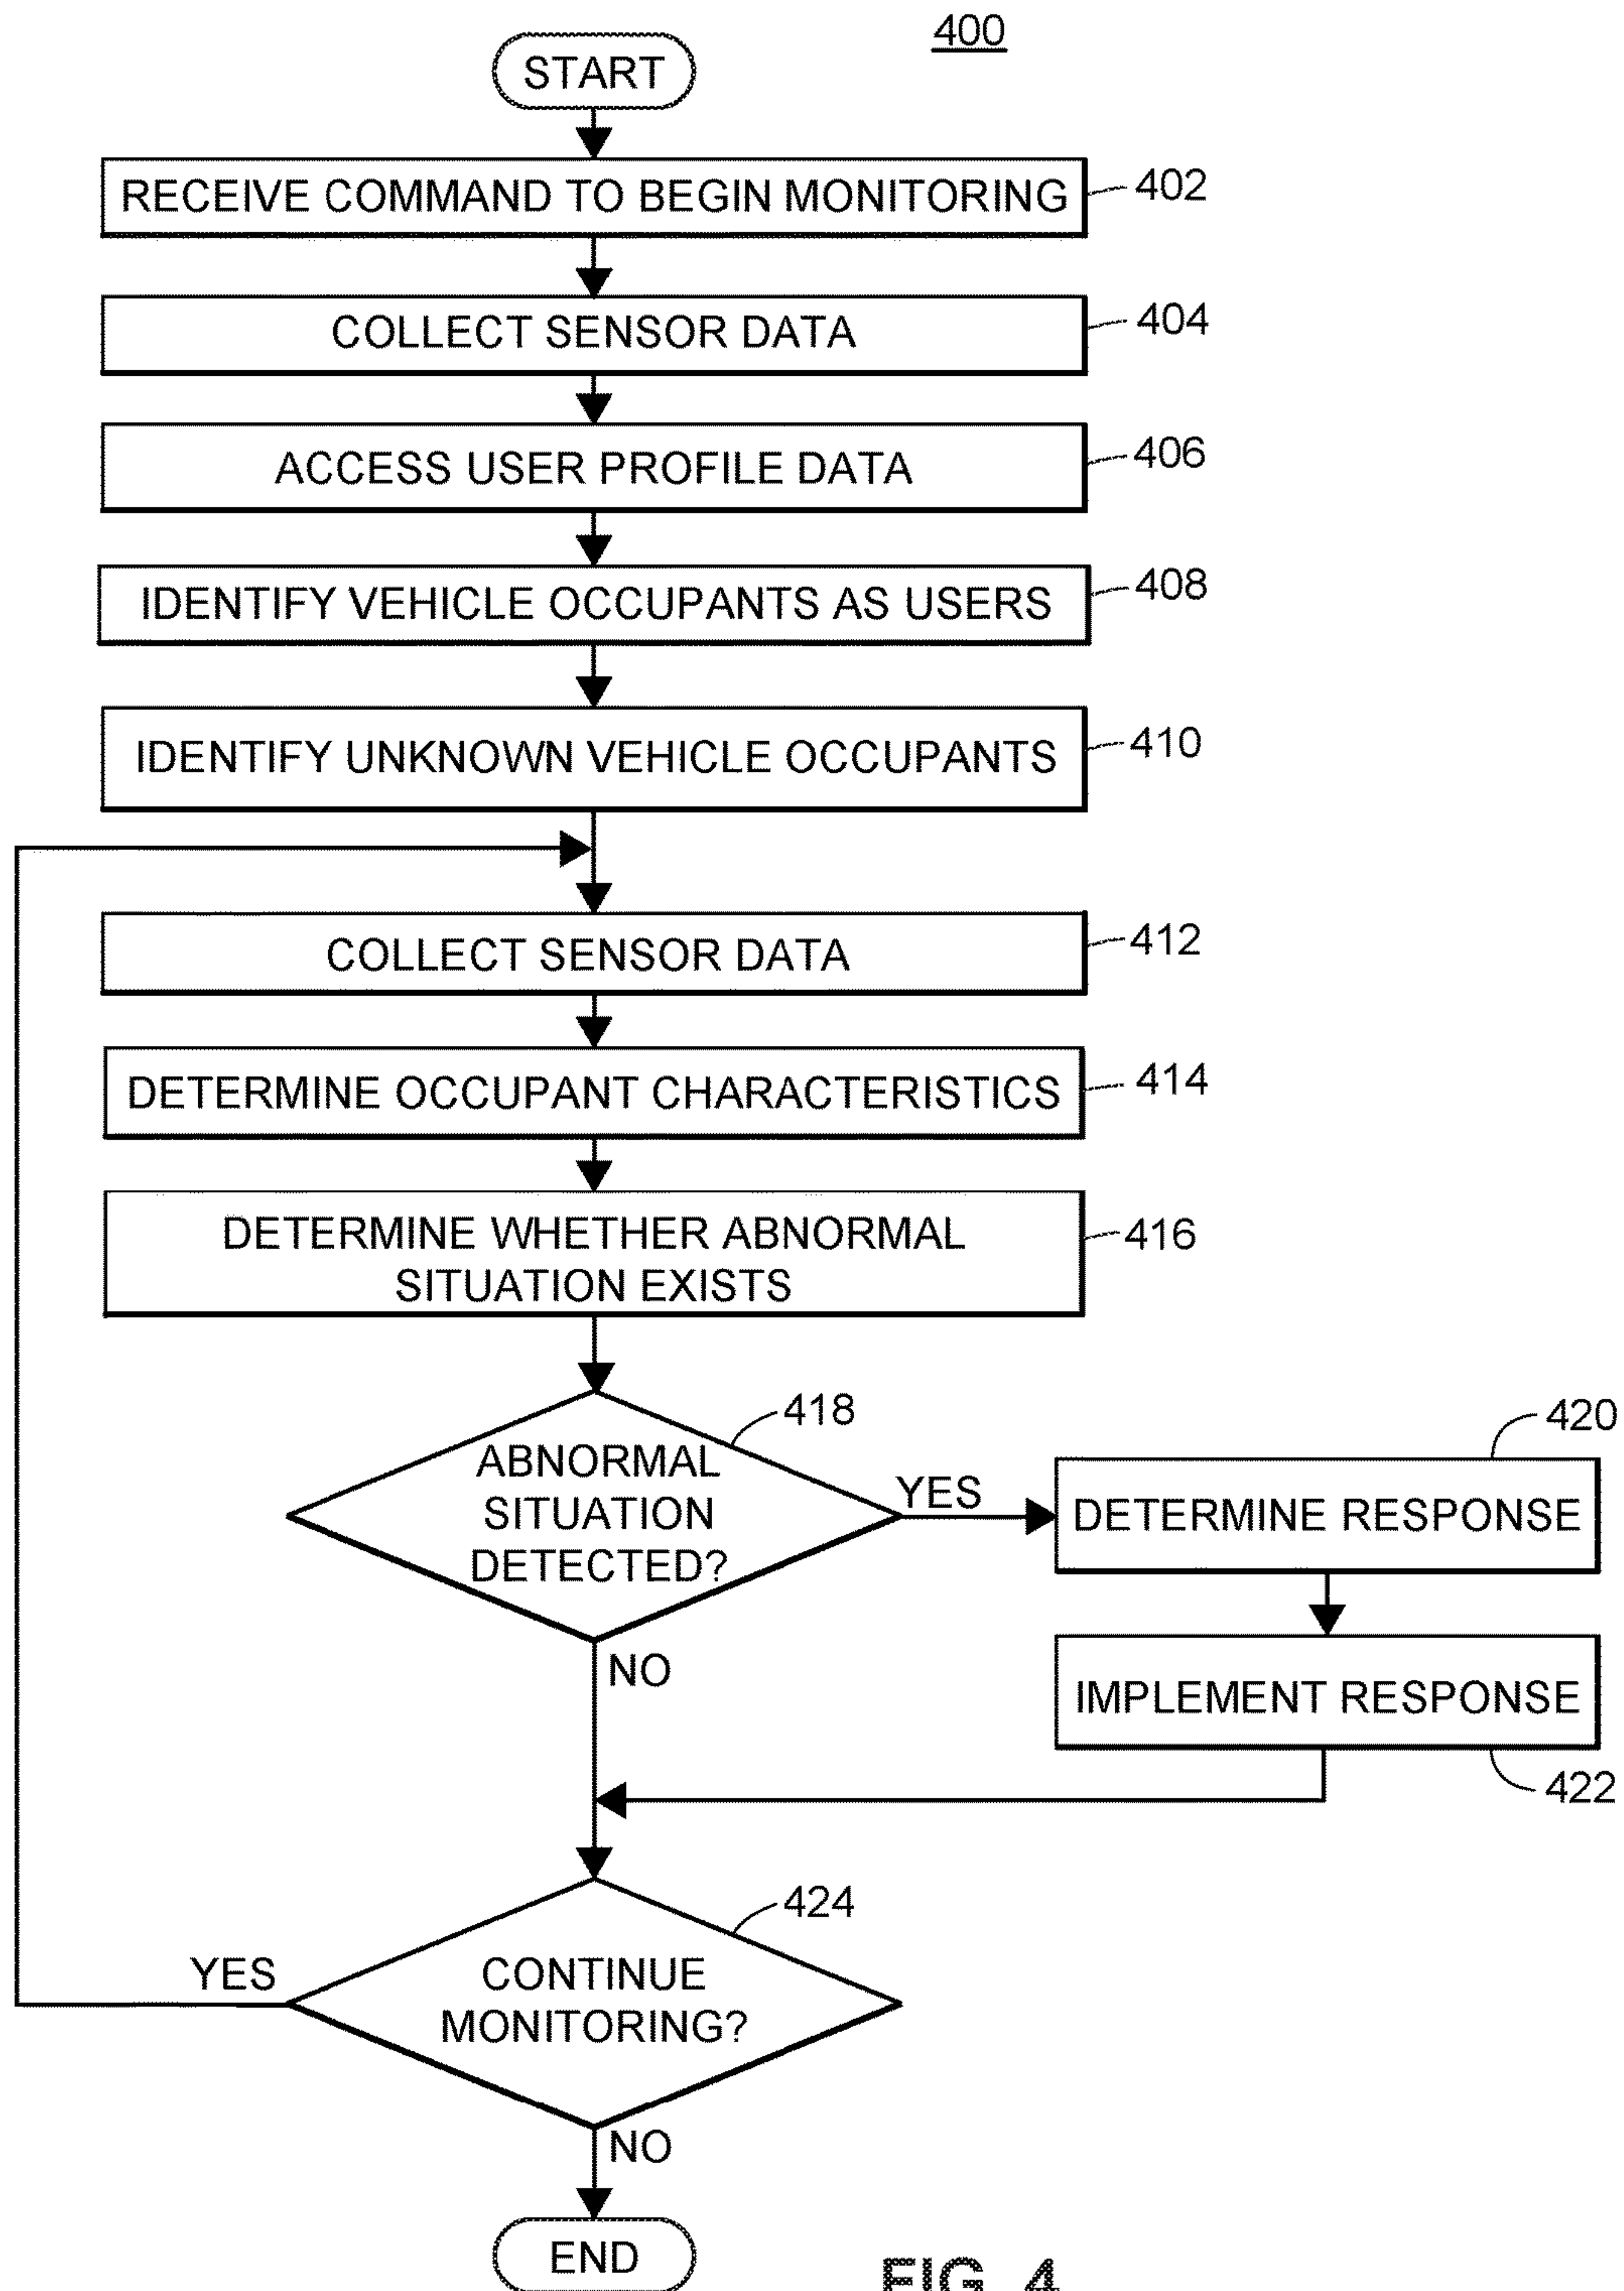 400
START
RECEIVE COMMAND TO BEGIN MONITORING
402
COLLECT SENSOR DATA
404
ACCESS USER PROFILE DATA
406
IDENTIFY VEHICLE OCCUPANTS AS USERS
408
IDENTIFY UNKNOWN VEHICLE OCCUPANTS
410
COLLECT SENSOR DATA
412
DETERMINE OCCUPANT CHARACTERISTICS
414
DETERMINE WHETHER ABNORMAL
SITUATION EXISTS
416
ABNORMAL
SITUATION
DETECTED?
418
YES
DETERMINE RESPONSE
420
IMPLEMENT RESPONSE
422
NO
CONTINUE
MONITORING?
424
YES
NO
END
FIG. 4